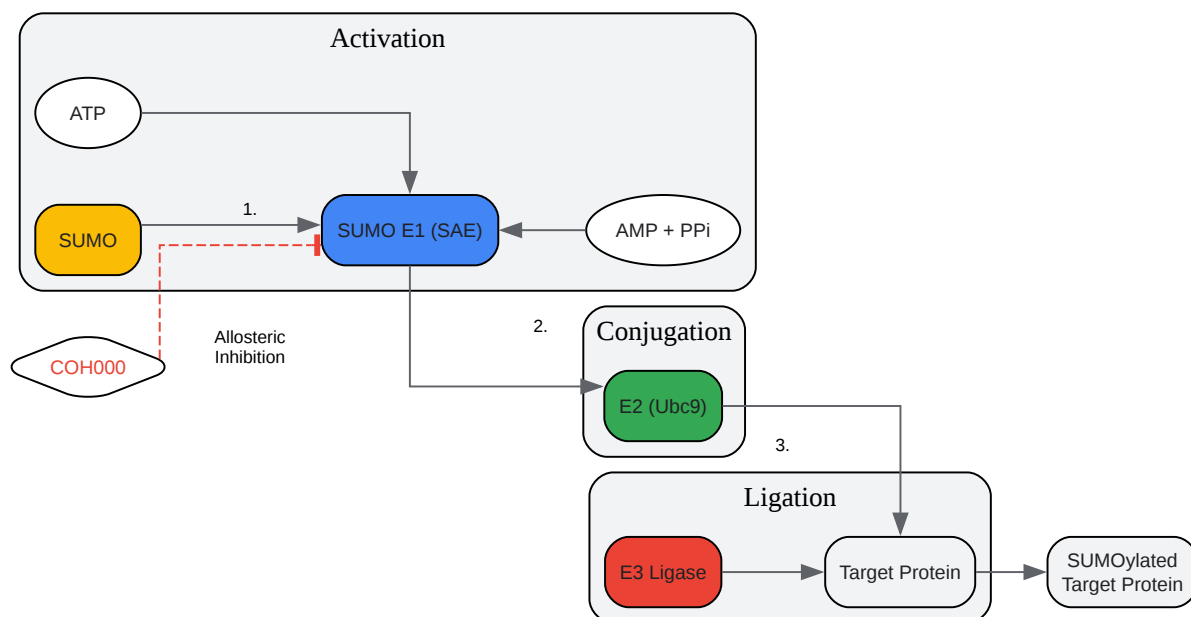 Activation
ATP
1.
SUMO
SUMO E1 (SAE)
AMP + PPi
Allosteric
Inhibition
COH000
2.
Conjugation
E2 (Ubc9)
3.
Ligation
E3 Ligase
Target Protein
SUMOylated
Target Protein